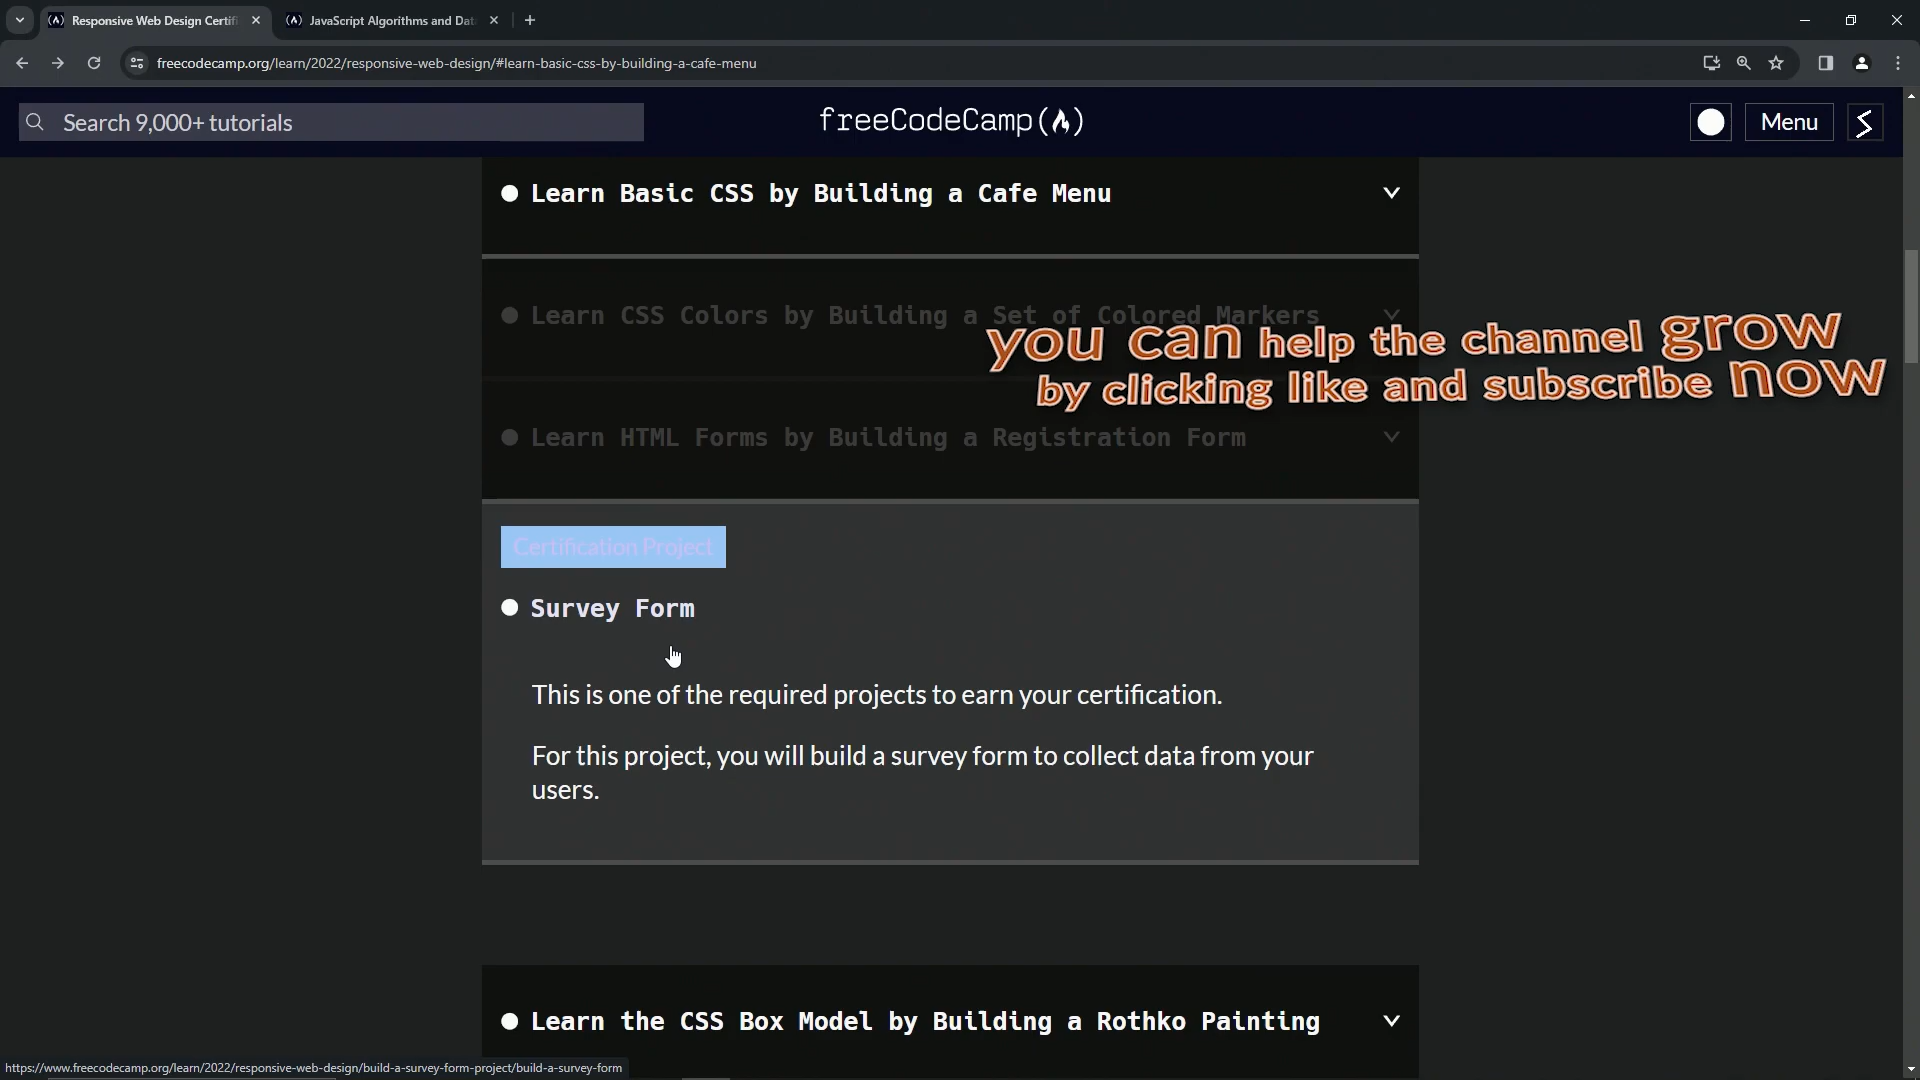 Responsive Web Design Certifi
JavaScript Algorithms and Dat
freecodecamp.org/learn/2022/responsive-web-design/#learn-basic-css-by-building-a-cafe-menu
Search 9,000+ tutorials
freeCodeCamp
Menu
Learn Basic CSS by Building a Cafe Menu
Learn CSS Colors by Building a Set of Colored Markers
you can help the channel grow
by clicking like and subscribe now
Learn HTML Forms by Building a Registration Form
Certification Project
Survey Form
This is one of the required projects to earn your certification.
For this project, you will build a survey form to collect data from your
users.
Learn the CSS Box Model by Building a Rothko Painting
https://www.freecodecamp.org/learn/2022/responsive-web-design/build-a-survey-form-project/build-a-survey-form